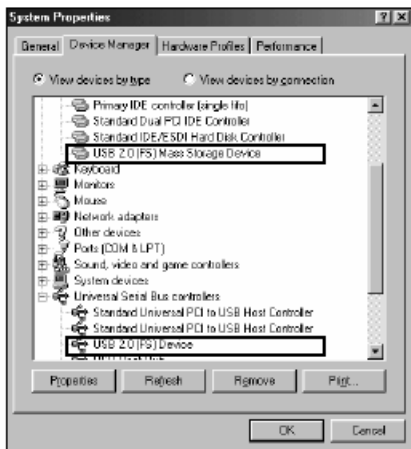 System Properties
General Device Manager Hardware Profiles Performance
View devices by type View devices by connection
Primary IDE controller (single fifo)
Standard Dual PCI IDE Controller
Standard IDE/ESDI Hard Disk Controller
USB 2.0 (FS) Mass Storage Device
Keyboard
Monitors
Mouse
Network adapters
Other devices
Ports (COM & LPT)
Sound, video and game controllers
System devices
Universal Serial Bus controllers
Standard Universal PCI to USB Host Controller
Standard Universal PCI to USB Host Controller
USB 2.0 (FS) Device
Properties Refresh Remove Print...
OK Cancel